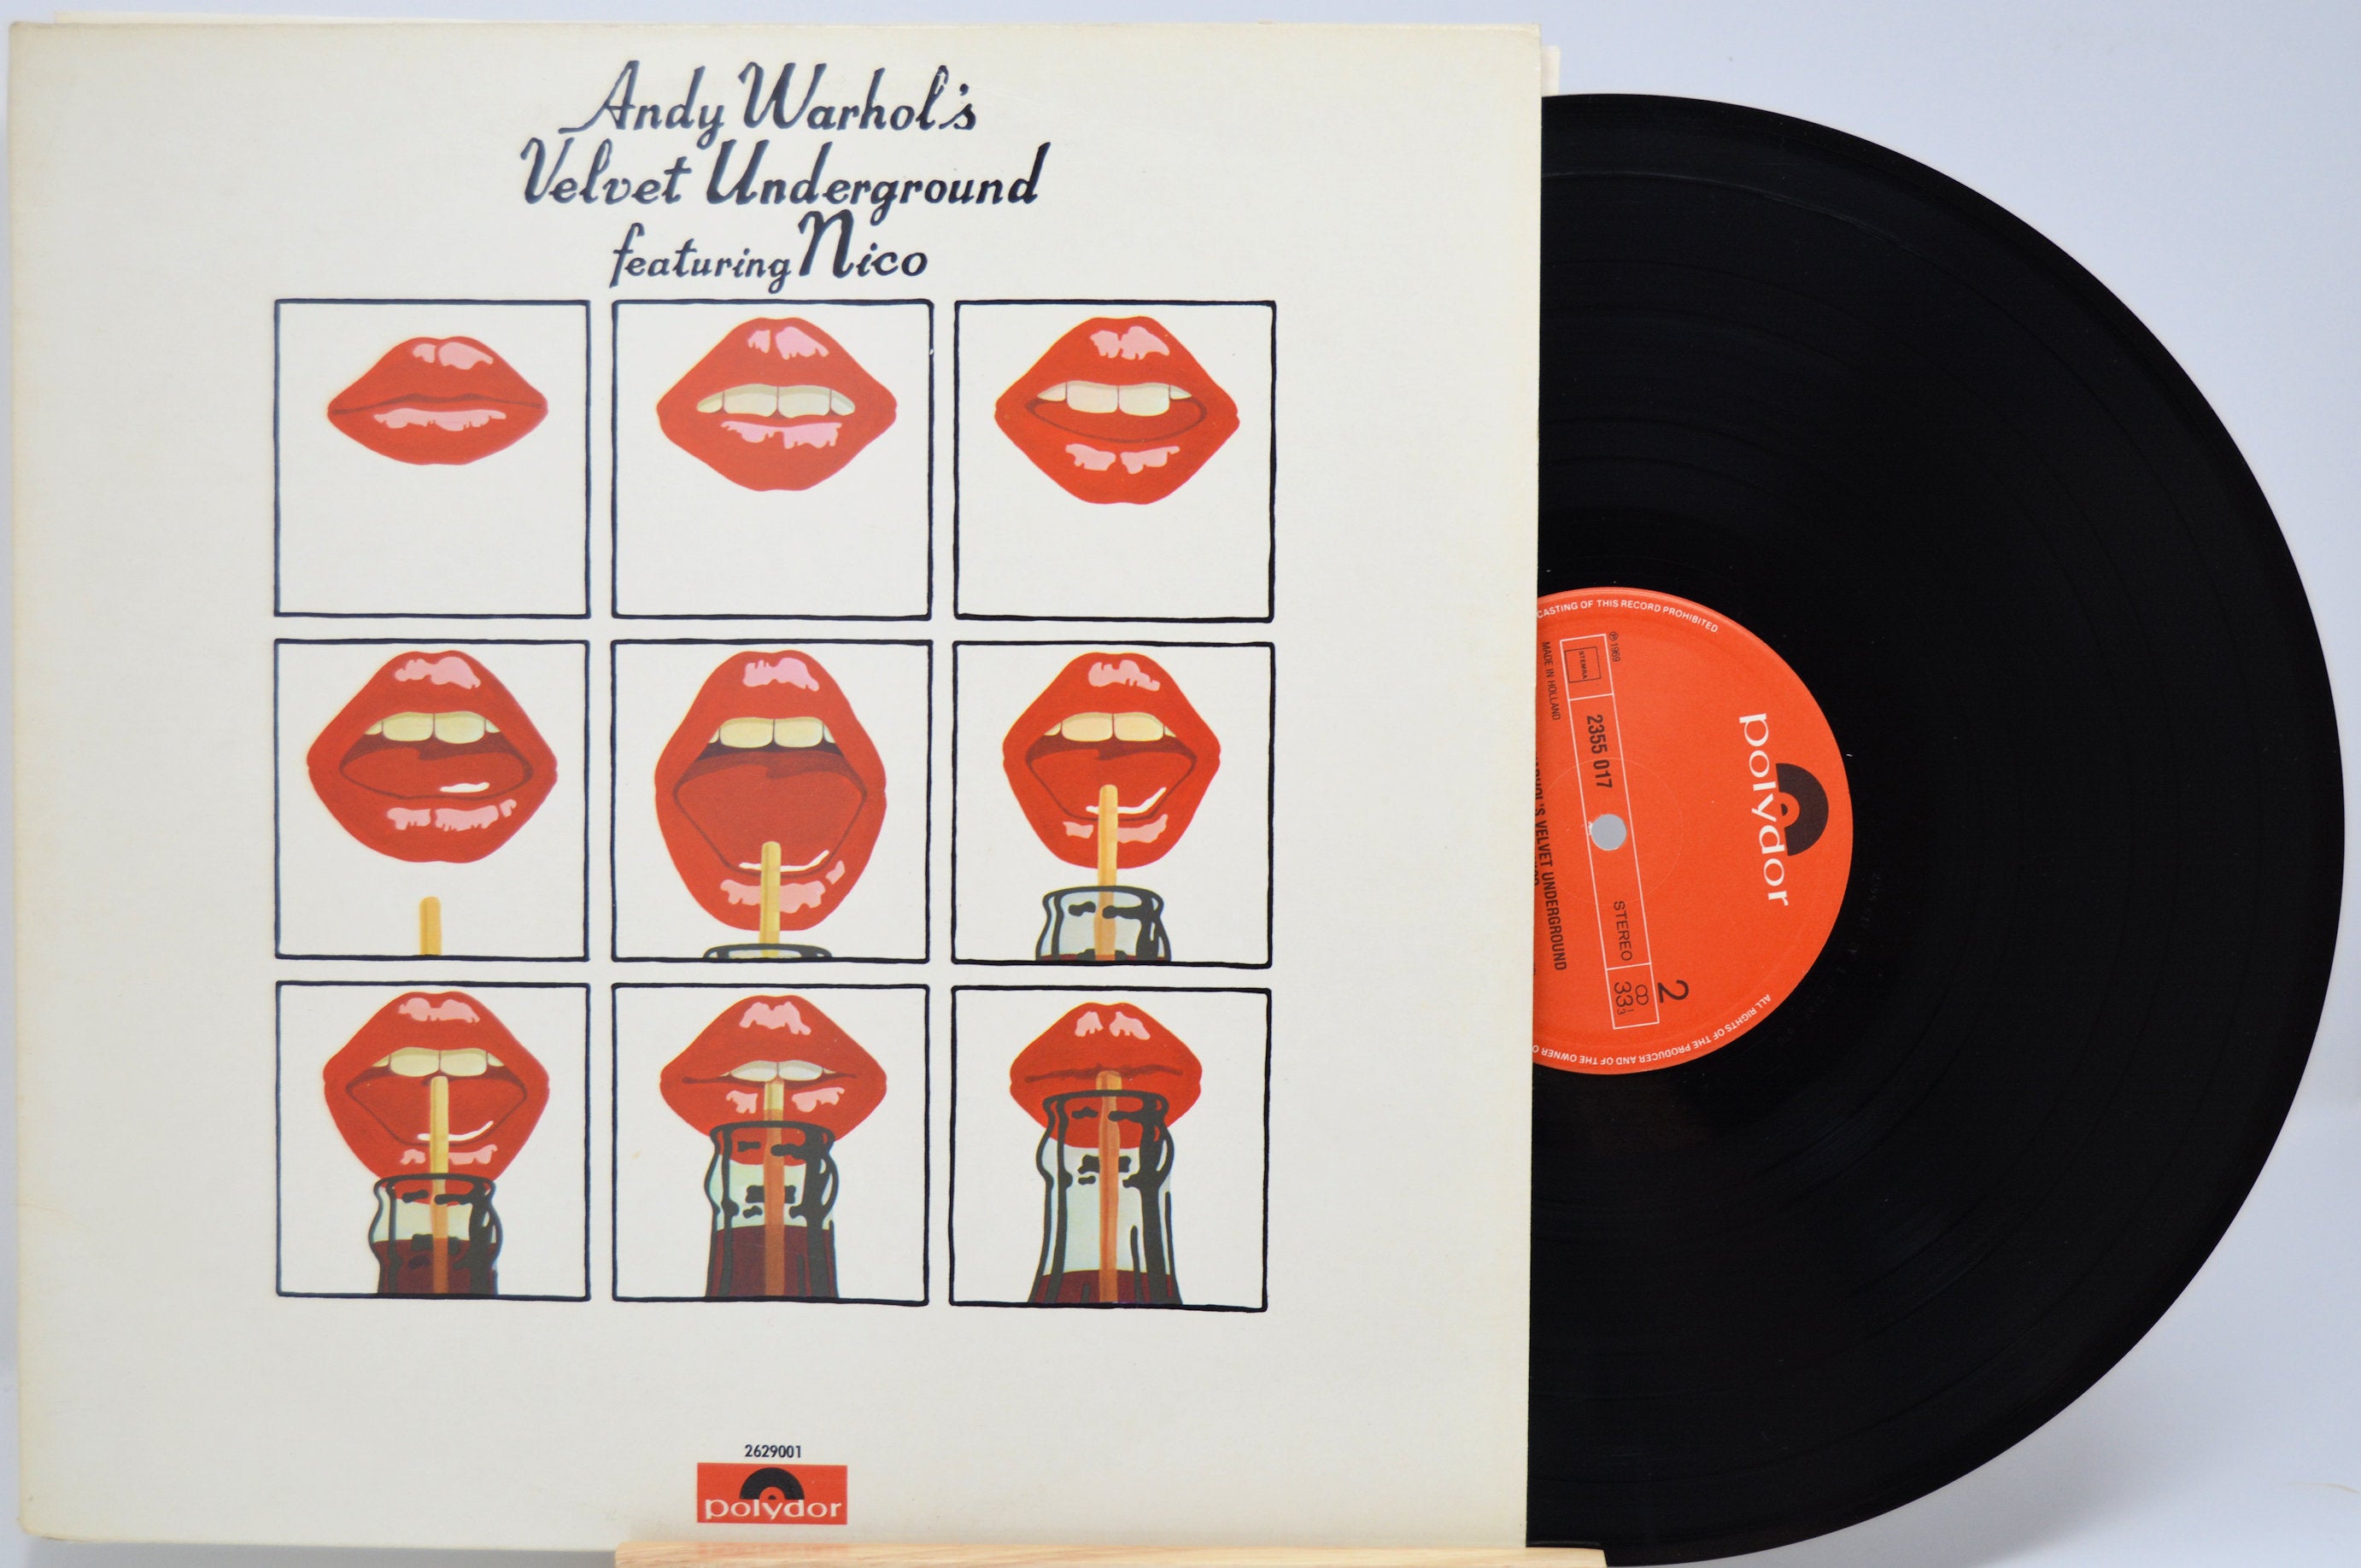 Andy Warhol's
Velvet Underground
featuring Nico
2629001
polydor
CASTING OF THIS RECORD PROHIBITED
℗ 1969
MADE IN HOLLAND
STEMRA
2355 017
polydor
STEREO
33⅓
2
VELVET UNDERGROUND
ALL RIGHTS OF THE PRODUCER AND OF THE OWNER O